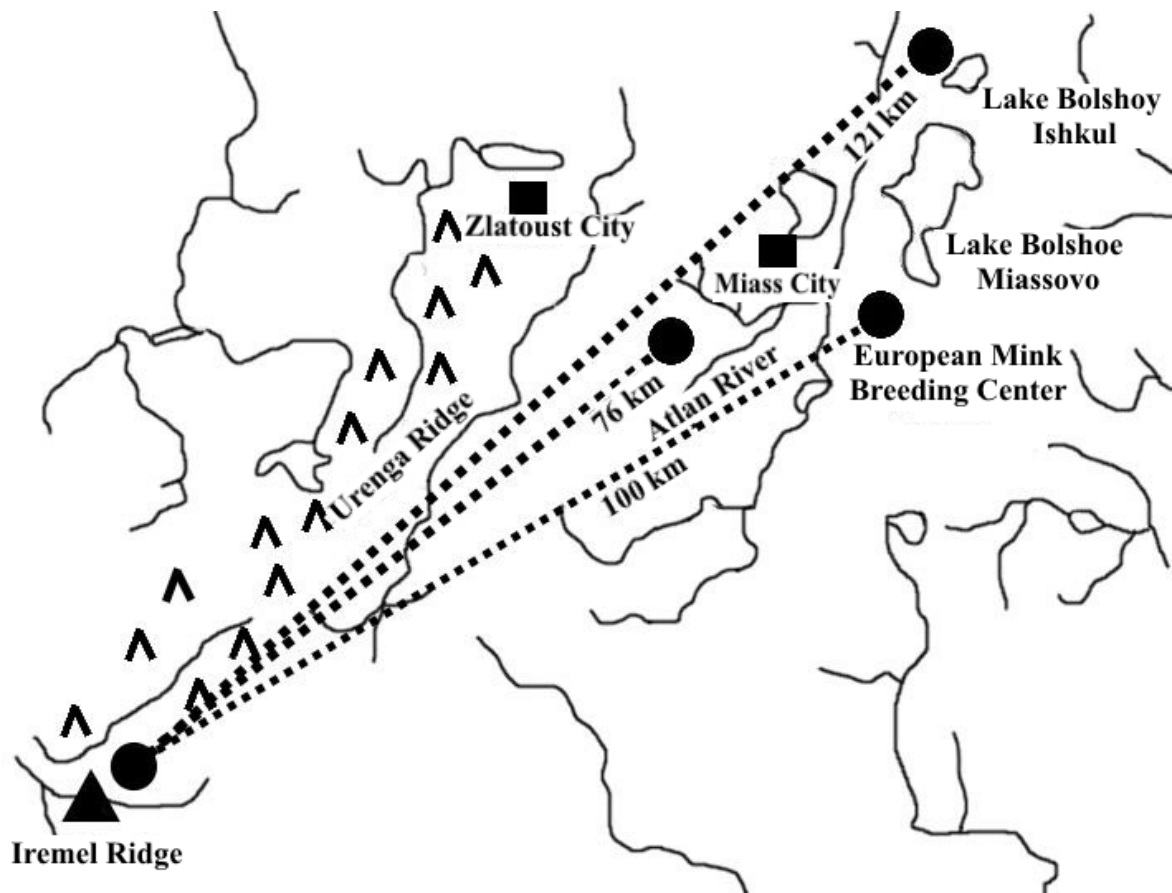 Lake Bolshoy
Ishkul
121 km
Zlatoust City
Lake Bolshoe
Miassovo
Miass City
European Mink
Breeding Center
76 km
Atlan River
Urenga Ridge
100 km
Iremel Ridge